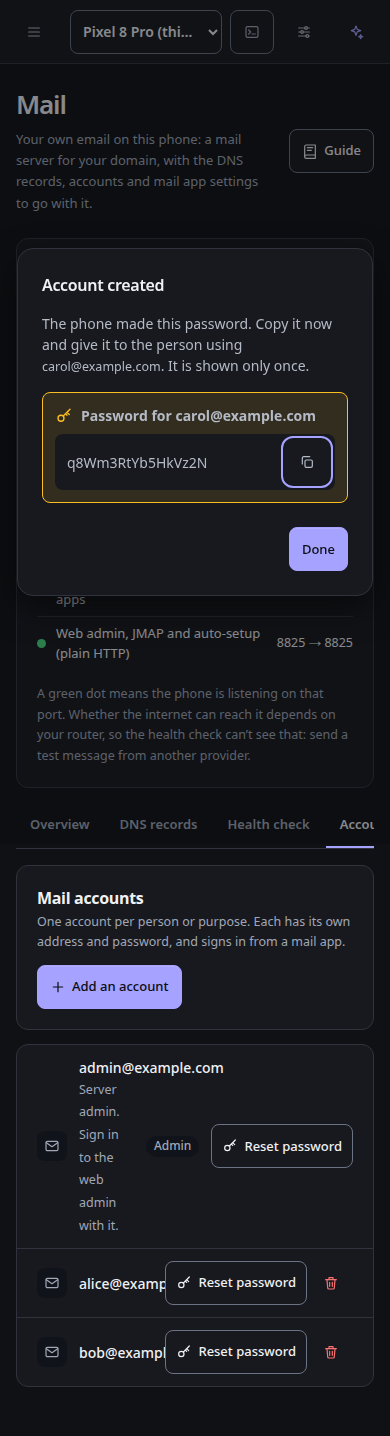 Pixel 8 Pro (thi...
Mail
Your own email on this phone: a mail
server for your domain, with the DNS
records, accounts and mail app settings
to go with it.
Guide
Account created
The phone made this password. Copy it now
and give it to the person using
carol@example.com. It is shown only once.
Password for carol@example.com
q8Wm3RtYb5HkVz2N
Done
apps
Web admin, JMAP and auto-setup
(plain HTTP)
8825 → 8825
A green dot means the phone is listening on that
port. Whether the internet can reach it depends on
your router, so the health check can't see that: send a
test message from another provider.
Overview
DNS records
Health check
Accou
Mail accounts
One account per person or purpose. Each has its own
address and password, and signs in from a mail app.
Add an account
admin@example.com
Server
admin.
Sign in
to the
web
admin
with it.
Admin
Reset password
alice@examp
Reset password
bob@exampl
Reset password